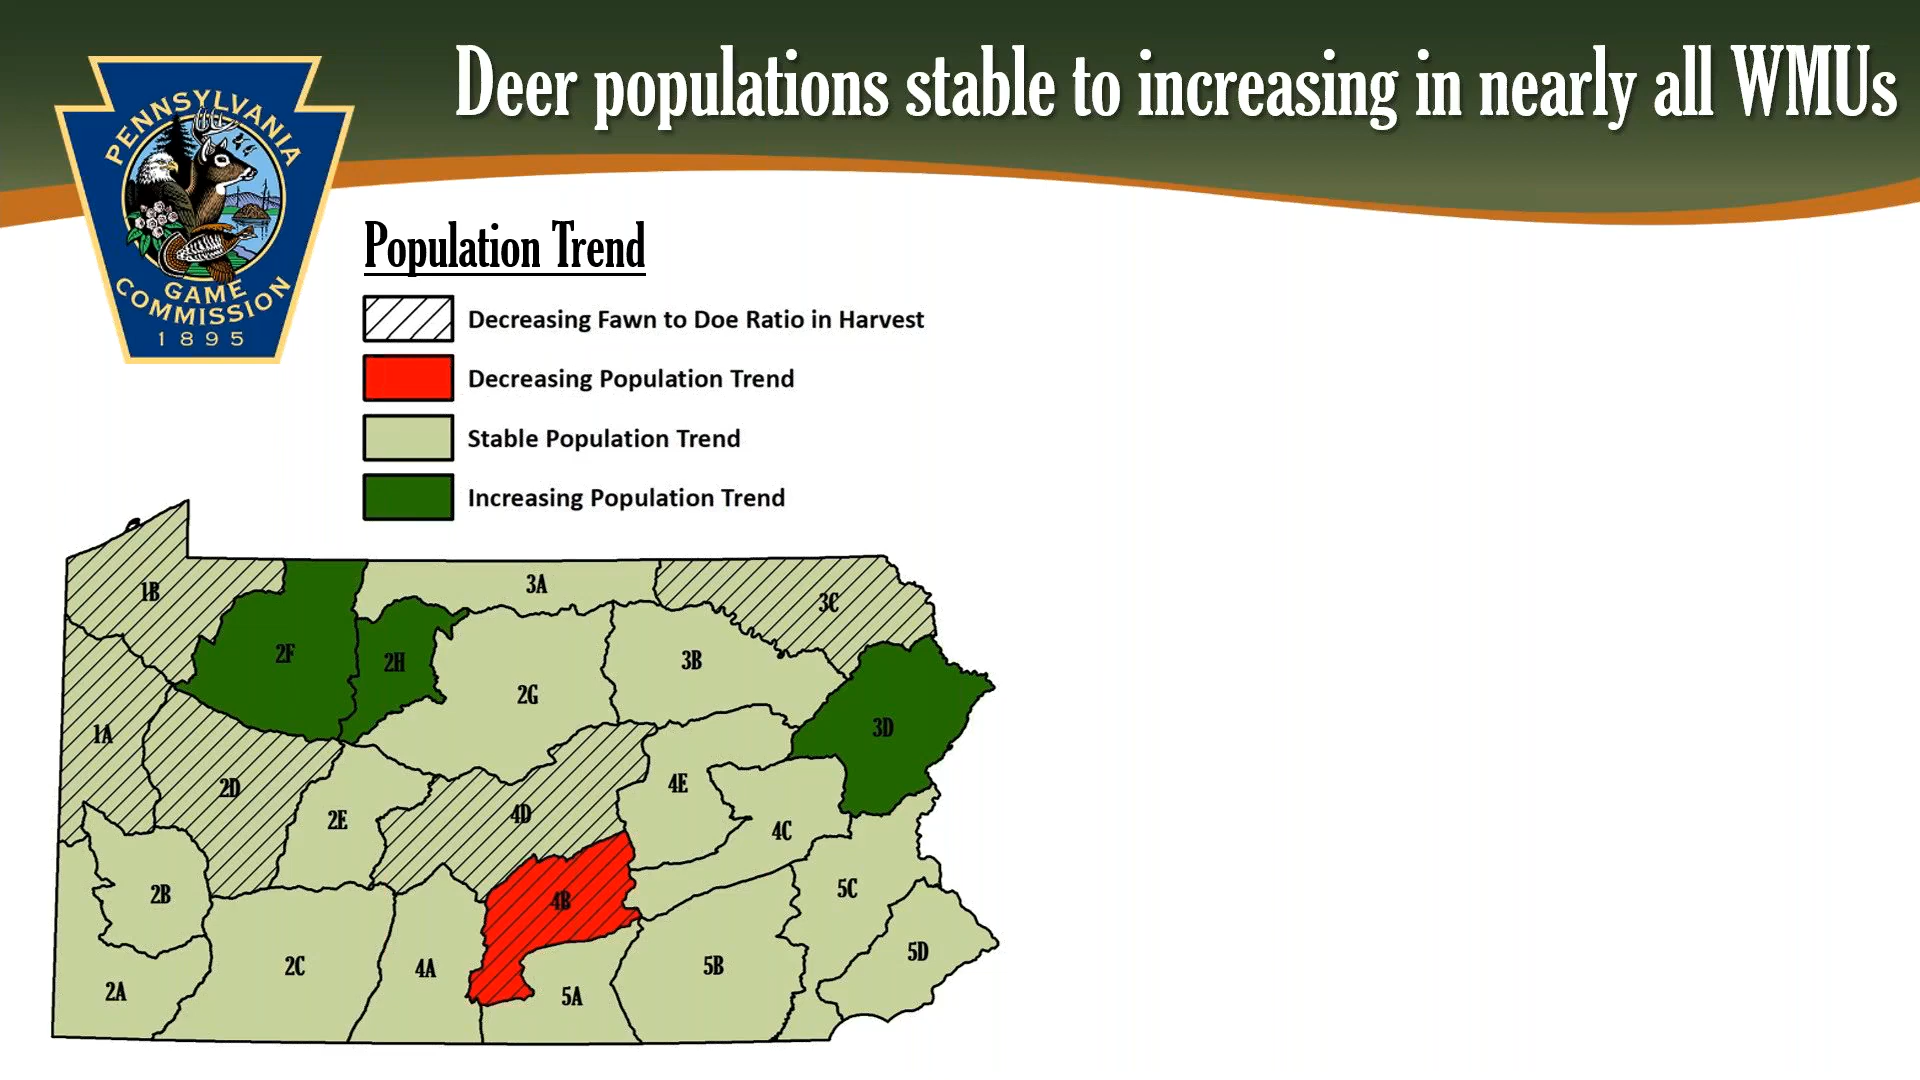 Deer populations stable to increasing in nearly all WMUs
PENNSYLVANIA
GAME
COMMISSION
1895
Population Trend
Decreasing Fawn to Doe Ratio in Harvest
Decreasing Population Trend
Stable Population Trend
Increasing Population Trend
1B
3A
3C
2F
2H
3B
2G
1A
3D
2D
4E
2E
4D
4C
2B
4B
5C
2C
4A
5B
5D
2A
5A